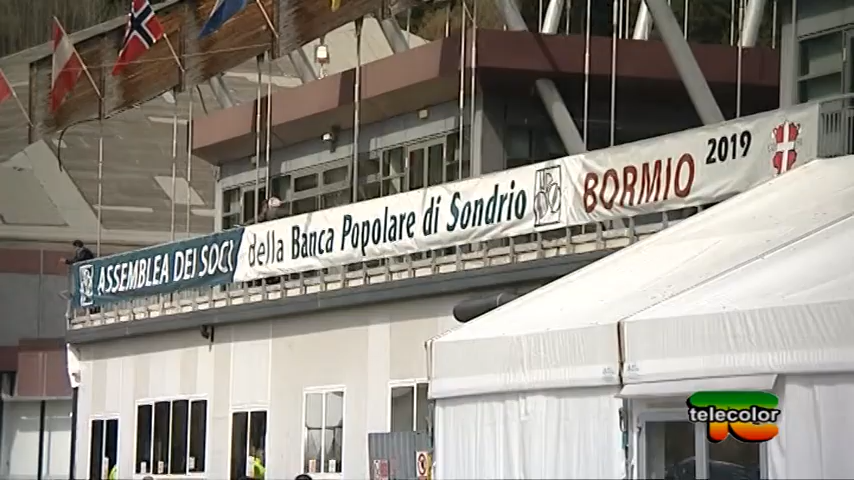 ASSEMBLEA DEI SOCI della Banca Popolare di Sondrio BORMIO 2019
telecolor